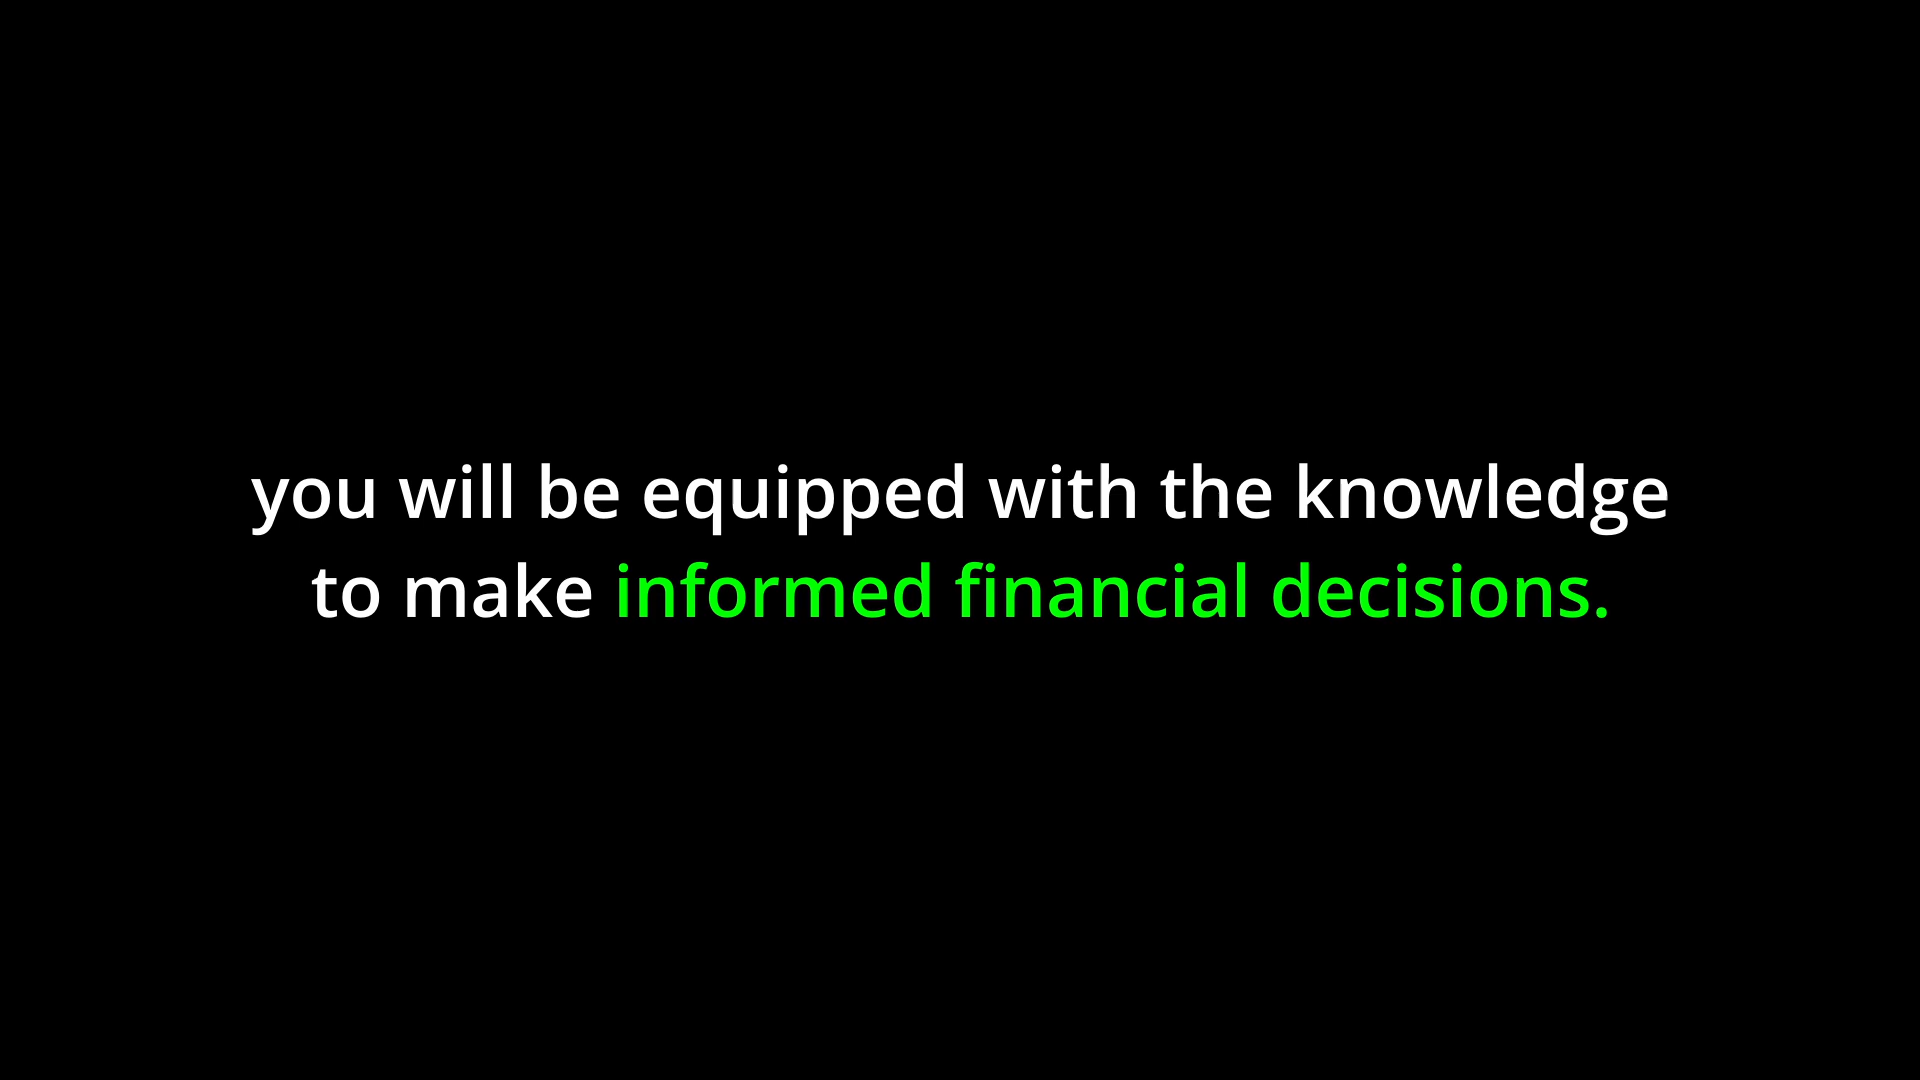 you will be equipped with the knowledge
to make informed financial decisions.